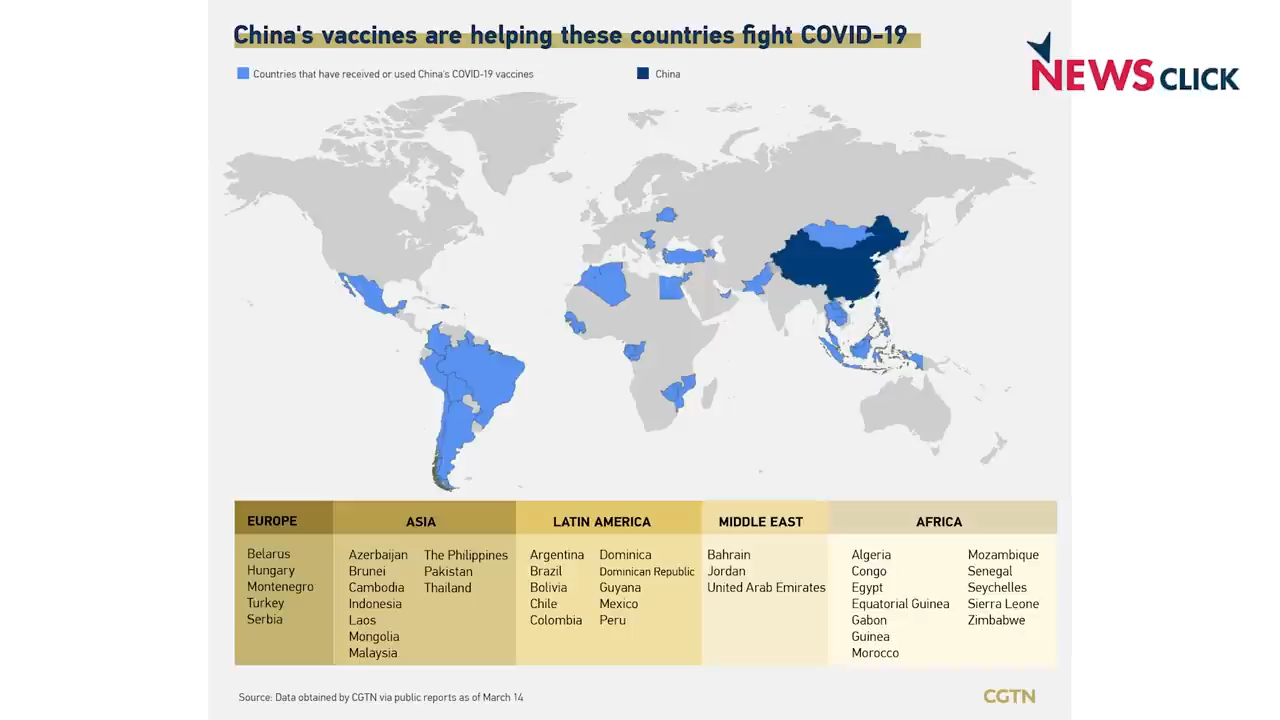 China's vaccines are helping these countries fight COVID-19
NEWS CLICK
Countries that have received or used China's COVID-19 vaccines
China
EUROPE
Belarus
Hungary
Montenegro
Turkey
Serbia
ASIA
Azerbaijan
Brunei
Cambodia
Indonesia
Laos
Mongolia
Malaysia
The Philippines
Pakistan
Thailand
LATIN AMERICA
Argentina
Brazil
Bolivia
Chile
Colombia
Dominica
Dominican Republic
Guyana
Mexico
Peru
MIDDLE EAST
Bahrain
Jordan
United Arab Emirates
AFRICA
Algeria
Congo
Egypt
Equatorial Guinea
Gabon
Guinea
Morocco
Mozambique
Senegal
Seychelles
Sierra Leone
Zimbabwe
Source: Data obtained by CGTN via public reports as of March 14
CGTN